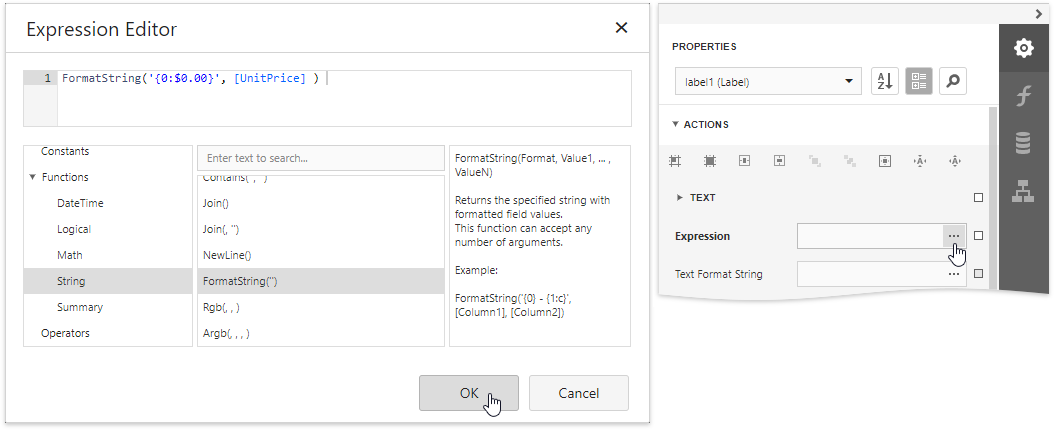 Expression Editor
1 FormatString('{0:$0.00}', [UnitPrice] )
Constants
Functions
DateTime
Logical
Math
String
Summary
Operators
Enter text to search...
Contains('', '')
Join()
Join(, '')
NewLine()
FormatString('')
Rgb(, , )
Argb(, , , )
FormatString(Format, Value1, ... ,
ValueN)
Returns the specified string with
formatted field values.
This function can accept any
number of arguments.
Example:
FormatString('{0} - {1:c}',
[Column1], [Column2])
OK
Cancel
PROPERTIES
label1 (Label)
A
Z
ACTIONS
A
A
TEXT
Expression
...
Text Format String
...